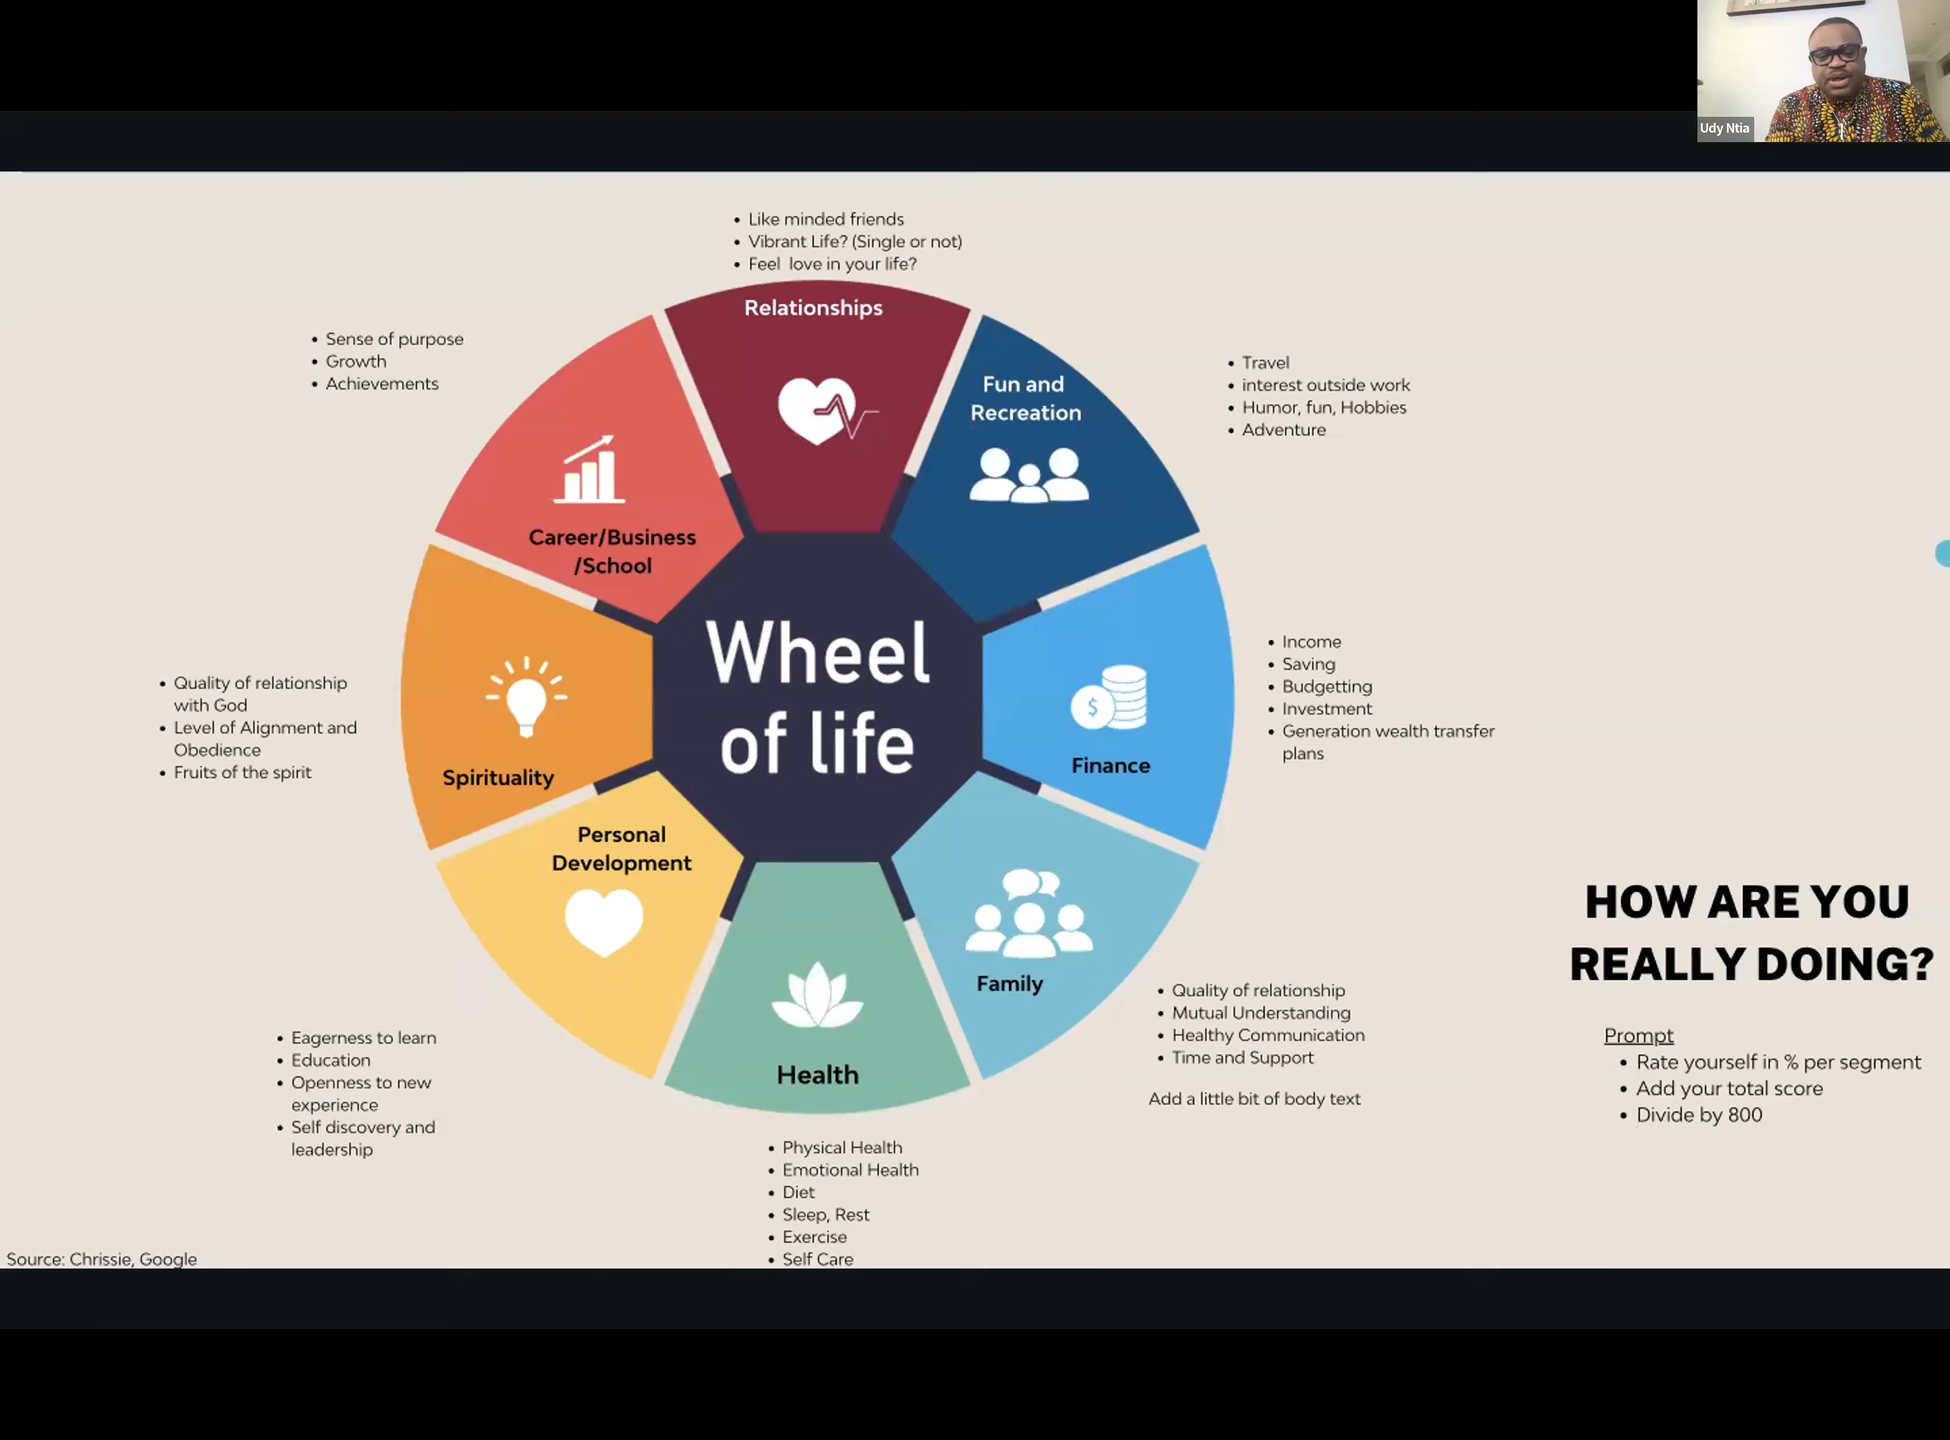 Udy Ntia
Like minded friends
Vibrant Life? (Single or not)
Feel love in your life?
Relationships
Fun and
Recreation
Travel
interest outside work
Humor, fun, Hobbies
Adventure
Sense of purpose
Growth
Achievements
Career/Business
/School
Wheel
of life
$
Finance
Income
Saving
Budgetting
Investment
Generation wealth transfer
plans
Quality of relationship
with God
Level of Alignment and
Obedience
Fruits of the spirit
Spirituality
Personal
Development
Family
Quality of relationship
Mutual Understanding
Healthy Communication
Time and Support
Add a little bit of body text
Health
Eagerness to learn
Education
Openness to new
experience
Self discovery and
leadership
Physical Health
Emotional Health
Diet
Sleep, Rest
Exercise
Self Care
HOW ARE YOU
REALLY DOING?
Prompt
Rate yourself in % per segment
Add your total score
Divide by 800
Source: Chrissie, Google